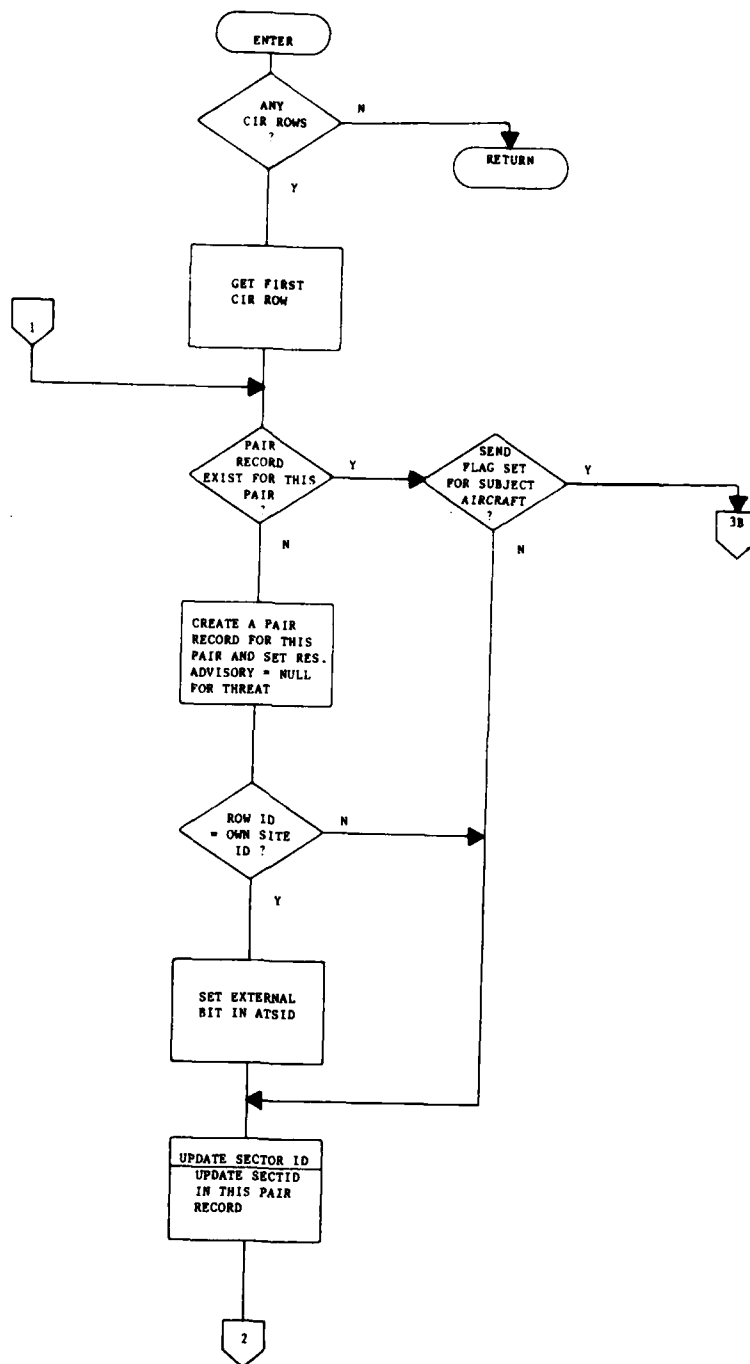 ENTER
ANY
CIR ROWS
?
N
RETURN
Y
GET FIRST
CIR ROW
1
PAIR
RECORD
EXIST FOR THIS
PAIR
?
Y
SEND
FLAG SET
FOR SUBJECT
AIRCRAFT
?
Y
3B
N
N
CREATE A PAIR
RECORD FOR THIS
PAIR AND SET RES.
ADVISORY = NULL
FOR THREAT
ROW ID
= OWN SITE
ID ?
N
Y
SET EXTERNAL
BIT IN ATSID
UPDATE SECTOR ID
UPDATE SECTID
IN THIS PAIR
RECORD
2